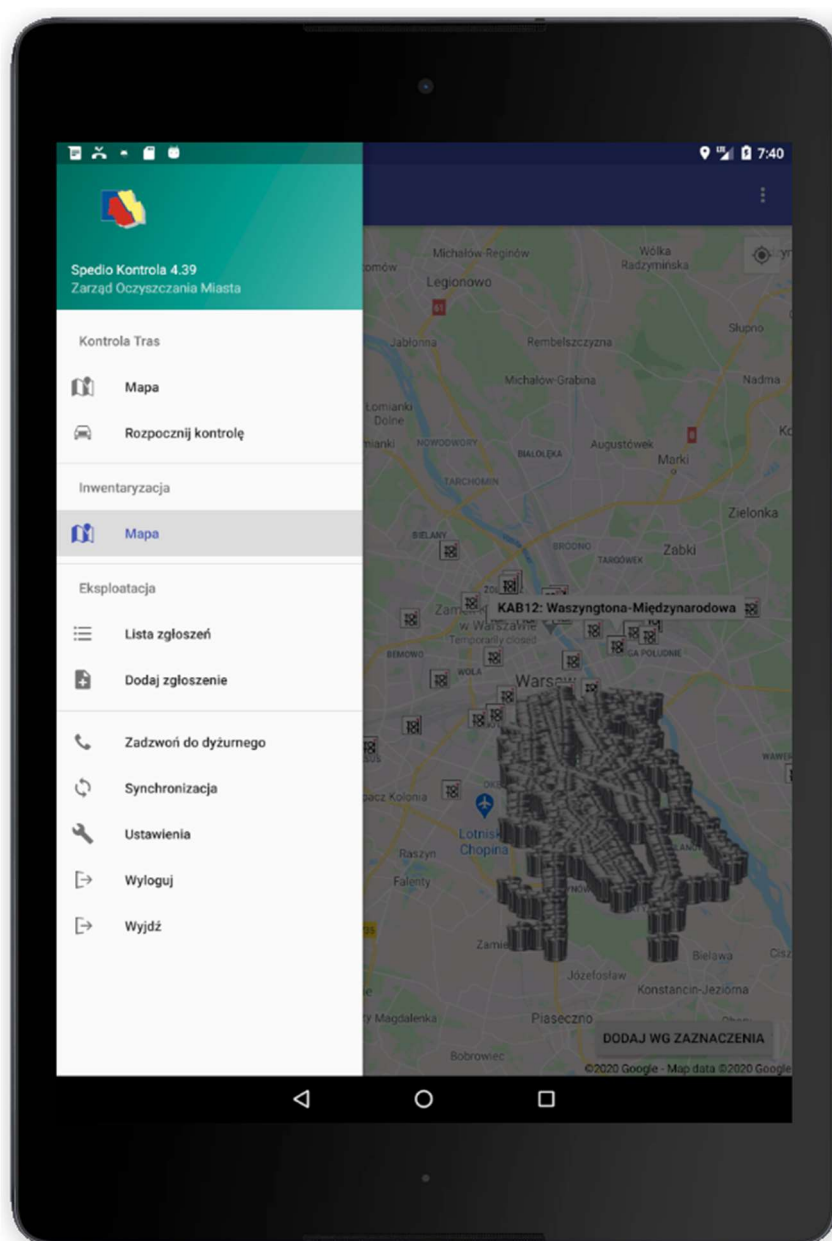 7:40
Spedio Kontrola 4.39
Zarząd Oczyszczania Miasta
Kontrola Tras
Mapa
Rozpocznij kontrolę
Inwentaryzacja
Mapa
Eksploatacja
Lista zgłoszeń
Dodaj zgłoszenie
Zadzwoń do dyżurnego
Synchronizacja
Ustawienia
Wyloguj
Wyjdź
Michałów-Reginów
Wólka
Radzymińska
Legionowo
61
Słupno
Jabłonna
Rembelszczyzna
Michałów-Grabina
Nadma
Łomianki
Dolne
NOWODWORY
BIAŁOŁĘKA
Augustówek
8
Marki
TARCHOMIN
Zielonka
BIELANY
BRÓDNO
TARGÓWEK
Ząbki
KAB12: Waszyngtona-Międzynarodowa
w Warszawie
Temporarily closed
BEMOWO
WOLA
Warsaw
WAWER
Lotnisko
Chopina
Raszyn
Falenty
Bielawa
Józefosław
Konstancin-Jeziorna
Piaseczno
DODAJ WG ZAZNACZENIA
Bobrowiec
©2020 Google - Map data ©2020 Google